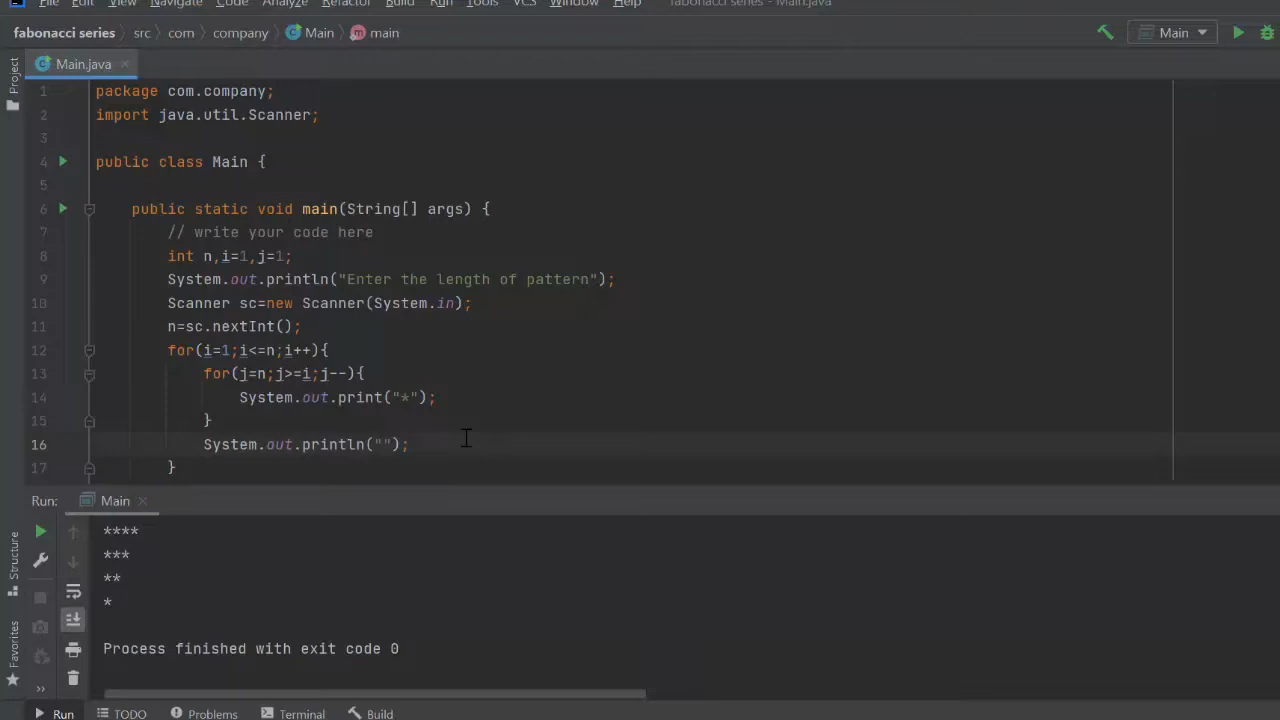 File Edit View Navigate Code Analyze Refactor Build Run Tools VCS Window Help fabonacci series - Main.java
fabonacci series src com company Main main Main
Project
Main.java
1 package com.company;
2 import java.util.Scanner;
3
4 public class Main {
5
6 public static void main(String[] args) {
7 // write your code here
8 int n,i=1,j=1;
9 System.out.println("Enter the length of pattern");
10 Scanner sc=new Scanner(System.in);
11 n=sc.nextInt();
12 for(i=1;i<=n;i++){
13 for(j=n;j>=i;j--){
14 System.out.print("*");
15 }
16 System.out.println("");
17 }
Run: Main
****
***
**
*
Process finished with exit code 0
Structure
Favorites
Run TODO Problems Terminal Build